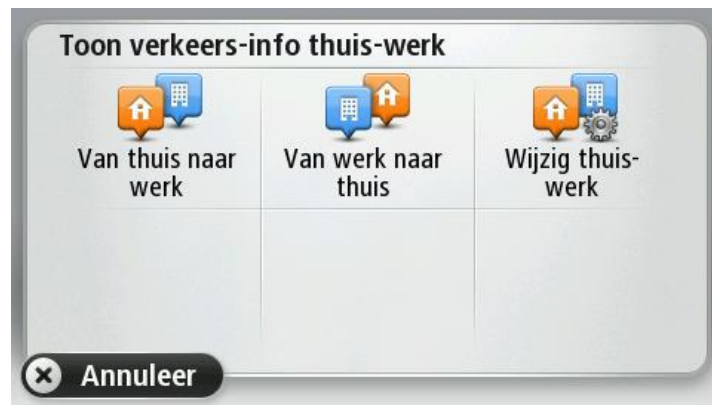 Toon verkeers-info thuis-werk
Van thuis naar
werk
Van werk naar
thuis
Wijzig thuis-
werk
Annuleer